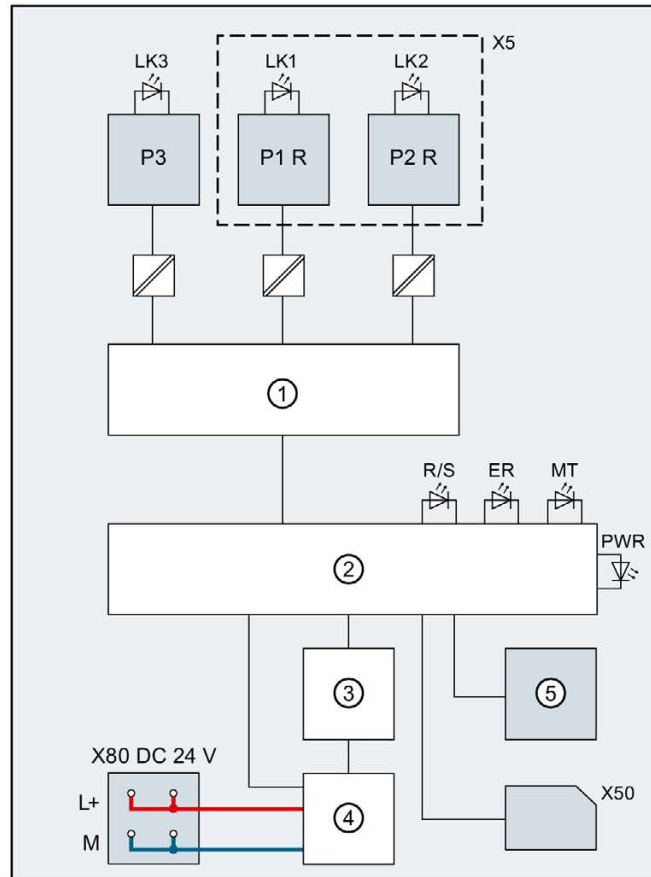 X5
LK3 LK1 LK2
P3 P1 R P2 R
①
R/S ER MT
PWR
②
③ ⑤
X80 DC 24 V
X50
L+
④
M